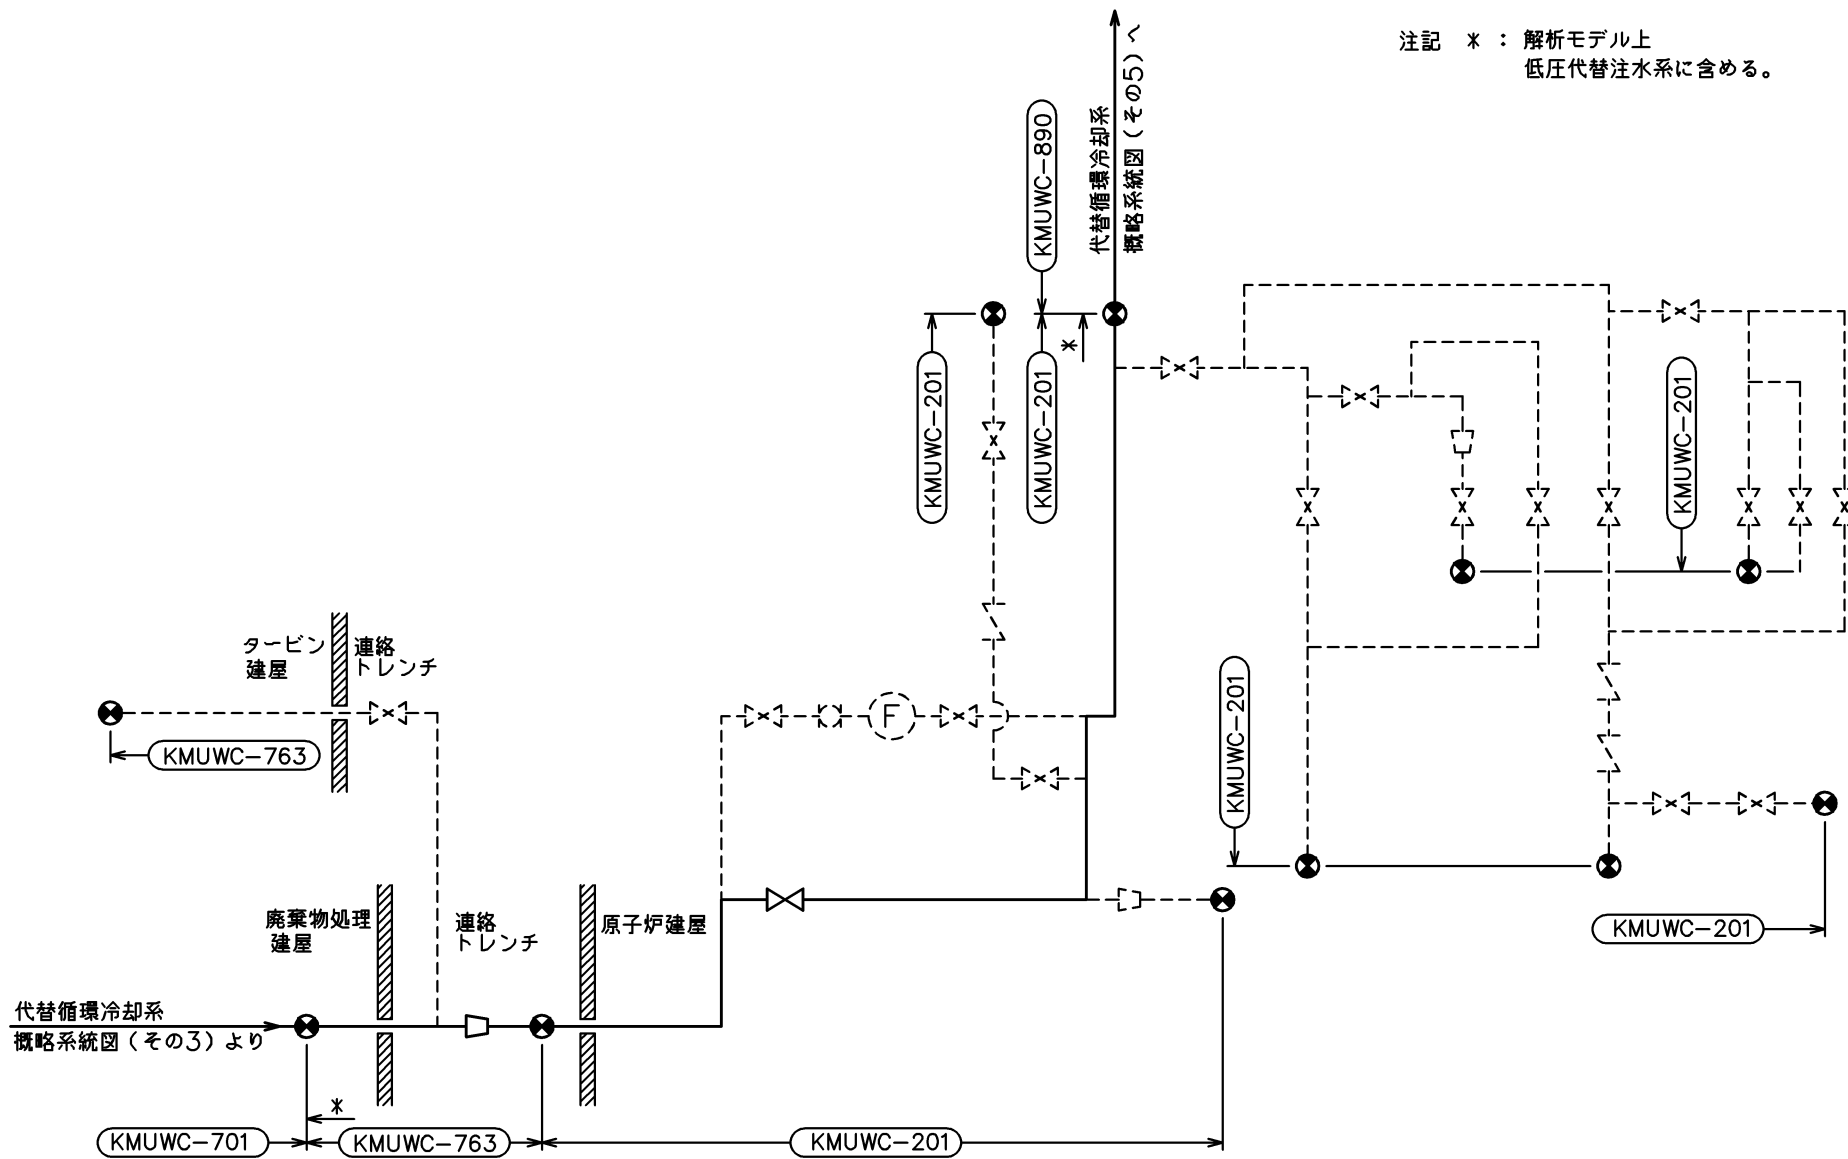 注記 * : 解析モデル上
低圧代替注水系に含める。
代替循環冷却系
概略系統図(その5)へ
KMUWC-890
KMUWC-201
KMUWC-201
*
KMUWC-201
タービン
建屋
連絡
トレンチ
KMUWC-763
F
KMUWC-201
KMUWC-201
廃棄物処理
建屋
連絡
トレンチ
原子炉建屋
代替循環冷却系
概略系統図(その3)より
*
KMUWC-701
KMUWC-763
KMUWC-201